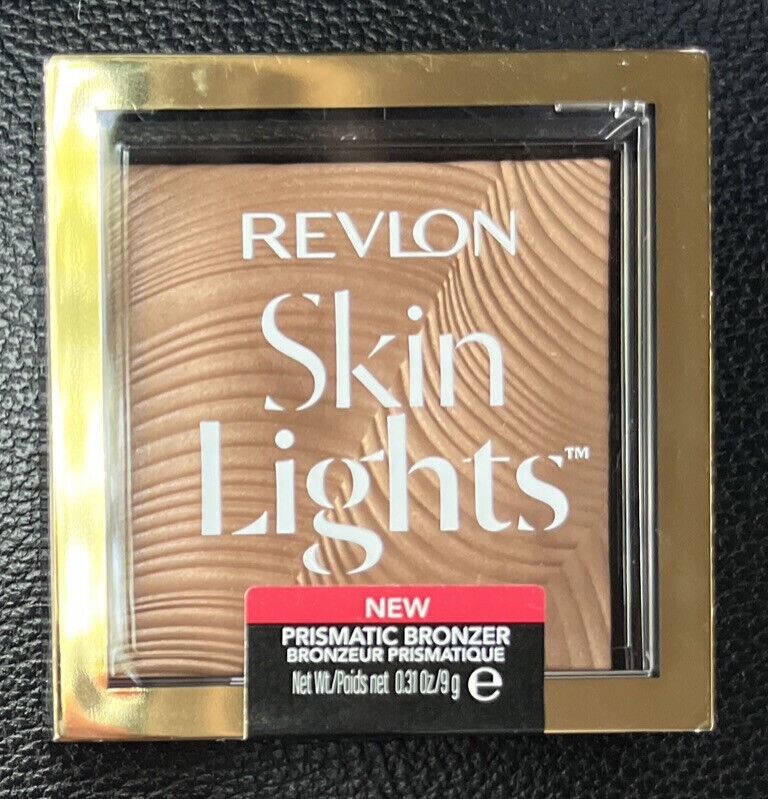 REVLON
Skin
Lights™
NEW
PRISMATIC BRONZER
BRONZEUR PRISMATIQUE
Net Wt./Poids net 0.31 Oz/9 g ℮